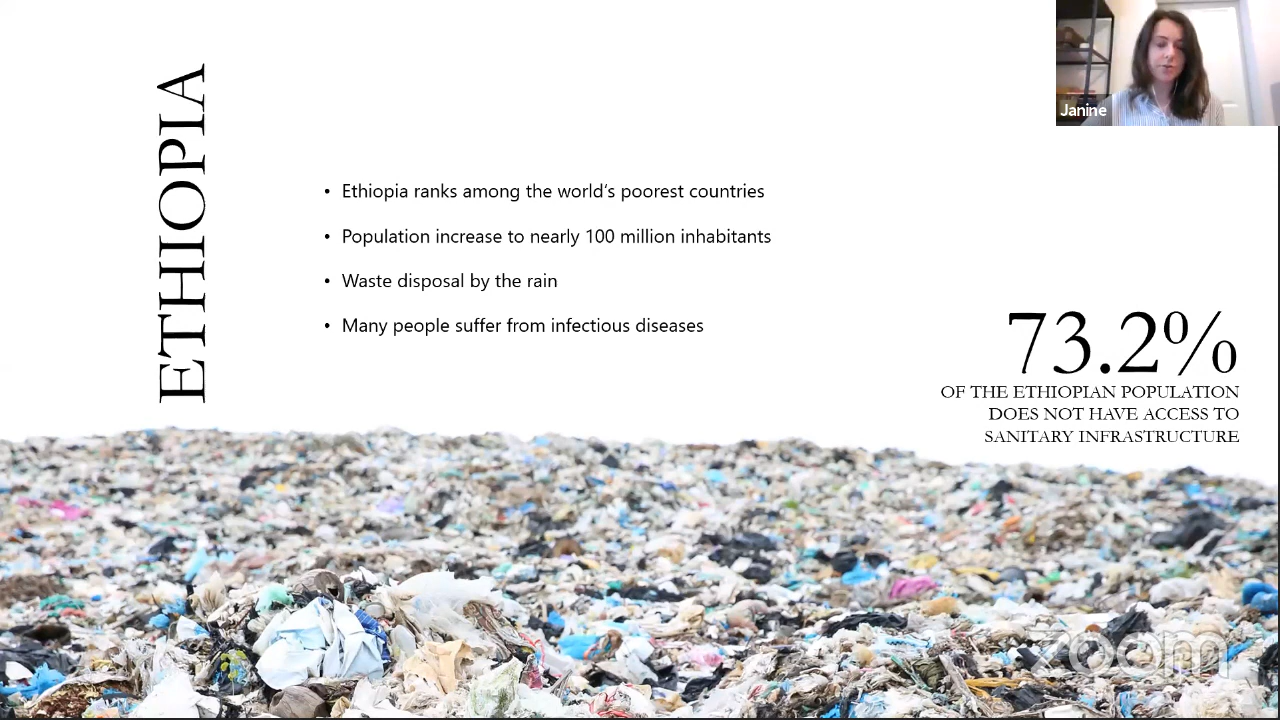 Janine
ETHIOPIA
• Ethiopia ranks among the world's poorest countries
• Population increase to nearly 100 million inhabitants
• Waste disposal by the rain
• Many people suffer from infectious diseases
73.2%
OF THE ETHIOPIAN POPULATION
DOES NOT HAVE ACCESS TO
SANITARY INFRASTRUCTURE
zoom